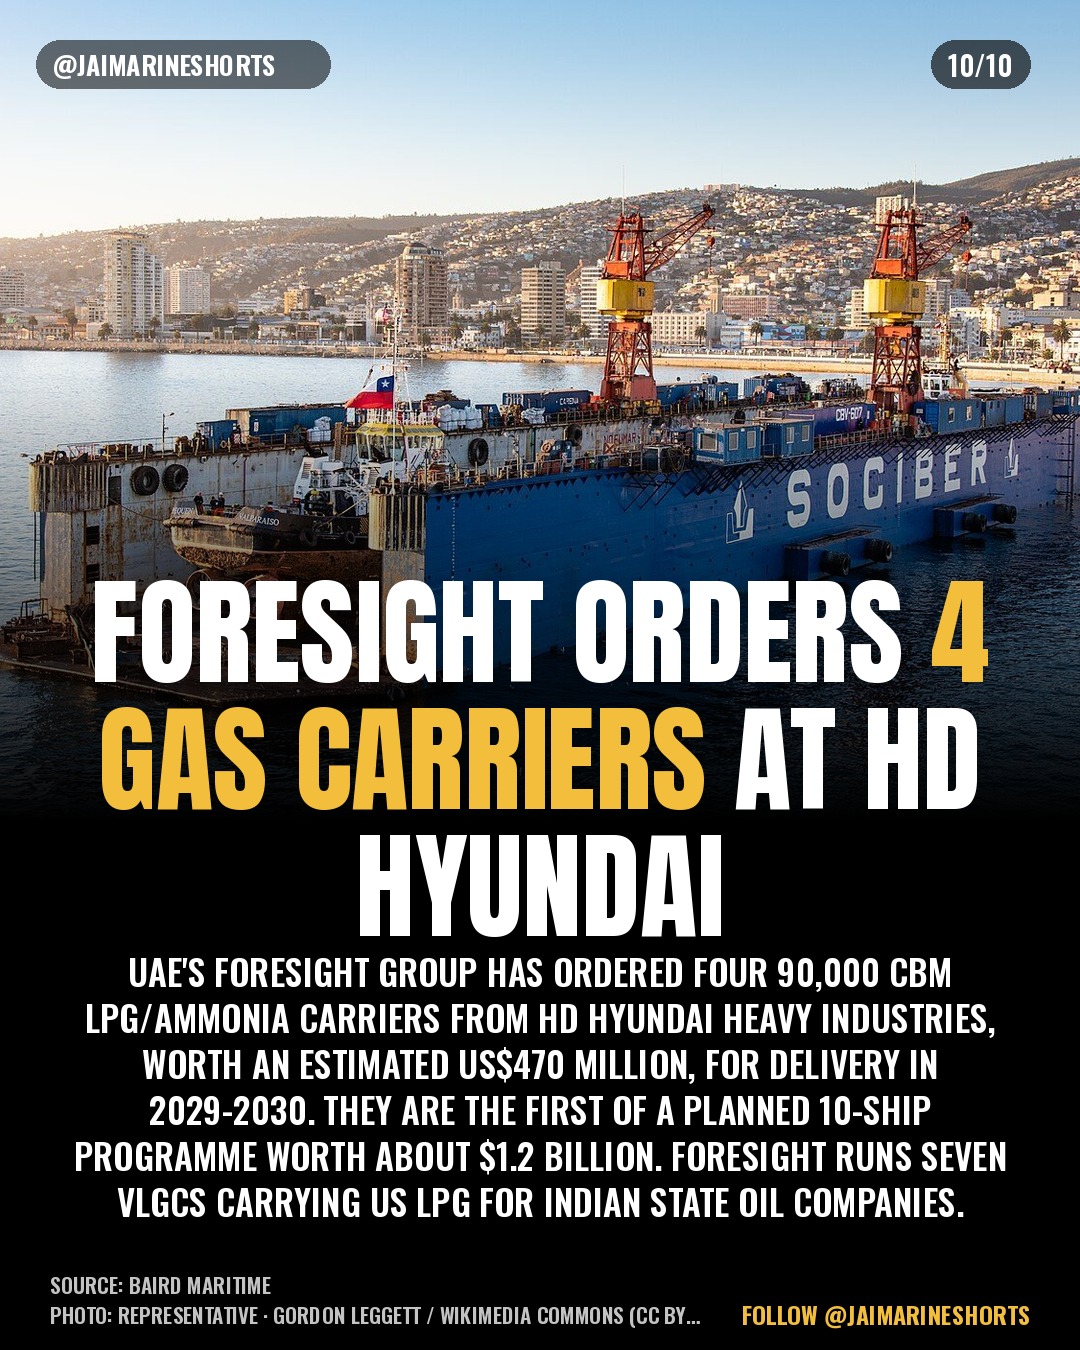 @JAIMARINESHORTS
10/10
CBV-607
SOCIBER
VALPARAISO
FORESIGHT ORDERS 4
GAS CARRIERS AT HD
HYUNDAI
UAE'S FORESIGHT GROUP HAS ORDERED FOUR 90,000 CBM
LPG/AMMONIA CARRIERS FROM HD HYUNDAI HEAVY INDUSTRIES,
WORTH AN ESTIMATED US$470 MILLION, FOR DELIVERY IN
2029-2030. THEY ARE THE FIRST OF A PLANNED 10-SHIP
PROGRAMME WORTH ABOUT $1.2 BILLION. FORESIGHT RUNS SEVEN
VLGCS CARRYING US LPG FOR INDIAN STATE OIL COMPANIES.
SOURCE: BAIRD MARITIME
PHOTO: REPRESENTATIVE · GORDON LEGGETT / WIKIMEDIA COMMONS (CC BY...
FOLLOW @JAIMARINESHORTS